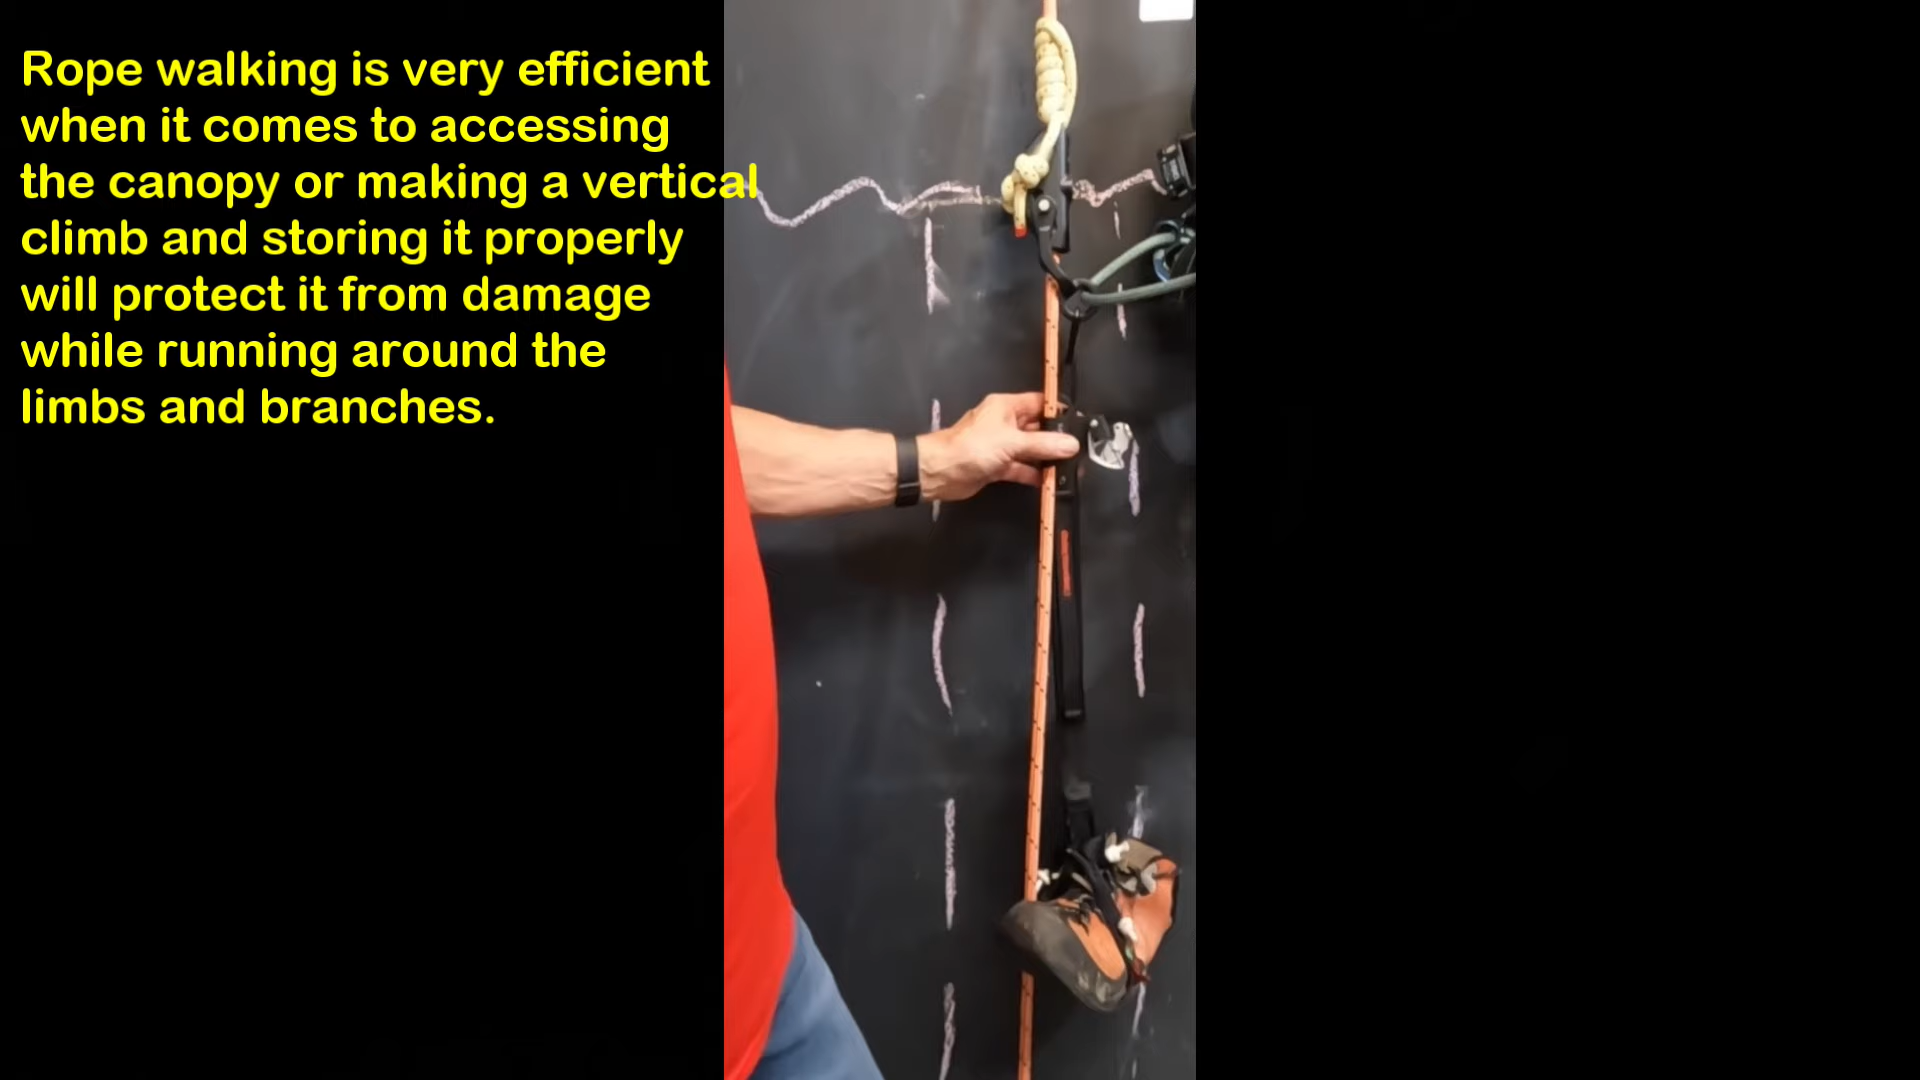 Rope walking is very efficient
when it comes to accessing
the canopy or making a vertical
climb and storing it properly
will protect it from damage
while running around the
limbs and branches.